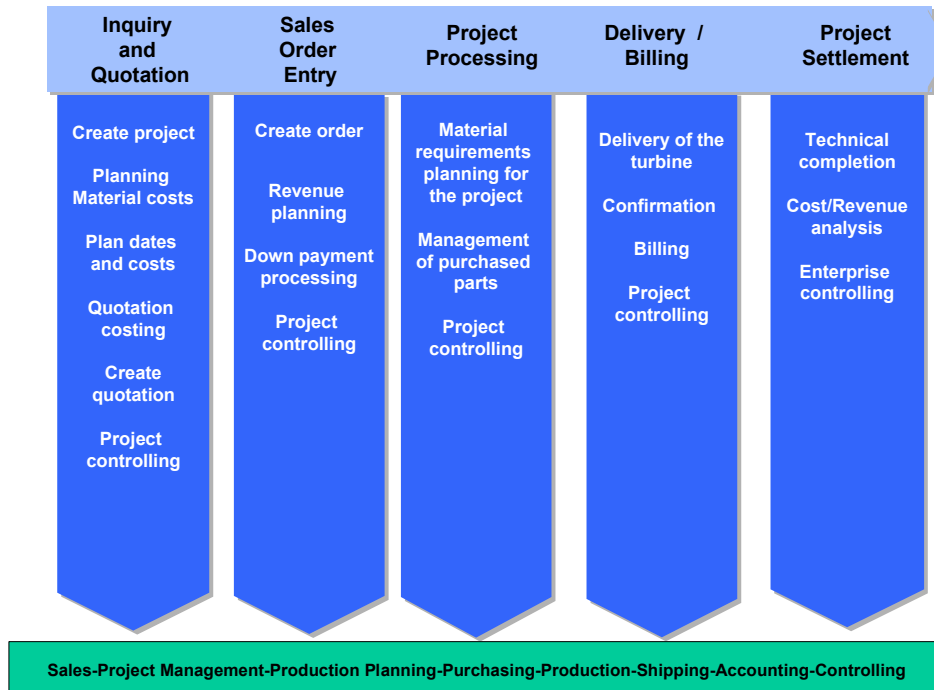 Inquiry
and
Quotation
Sales
Order
Entry
Project
Processing
Delivery / 
Billing
Project
Settlement
Create project
Planning
Material costs
Plan dates
and costs
Quotation
costing
Create
quotation
Project
controlling
Create order
Revenue
planning
Down payment
processing
Project
controlling
Material
requirements
planning for
the project
Management
of purchased
parts
Project
controlling
Delivery of the
turbine
Confirmation
Billing
Project
controlling
Technical
completion
Cost/Revenue
analysis
Enterprise
controlling
Sales-Project Management-Production Planning-Purchasing-Production-Shipping-Accounting-Controlling